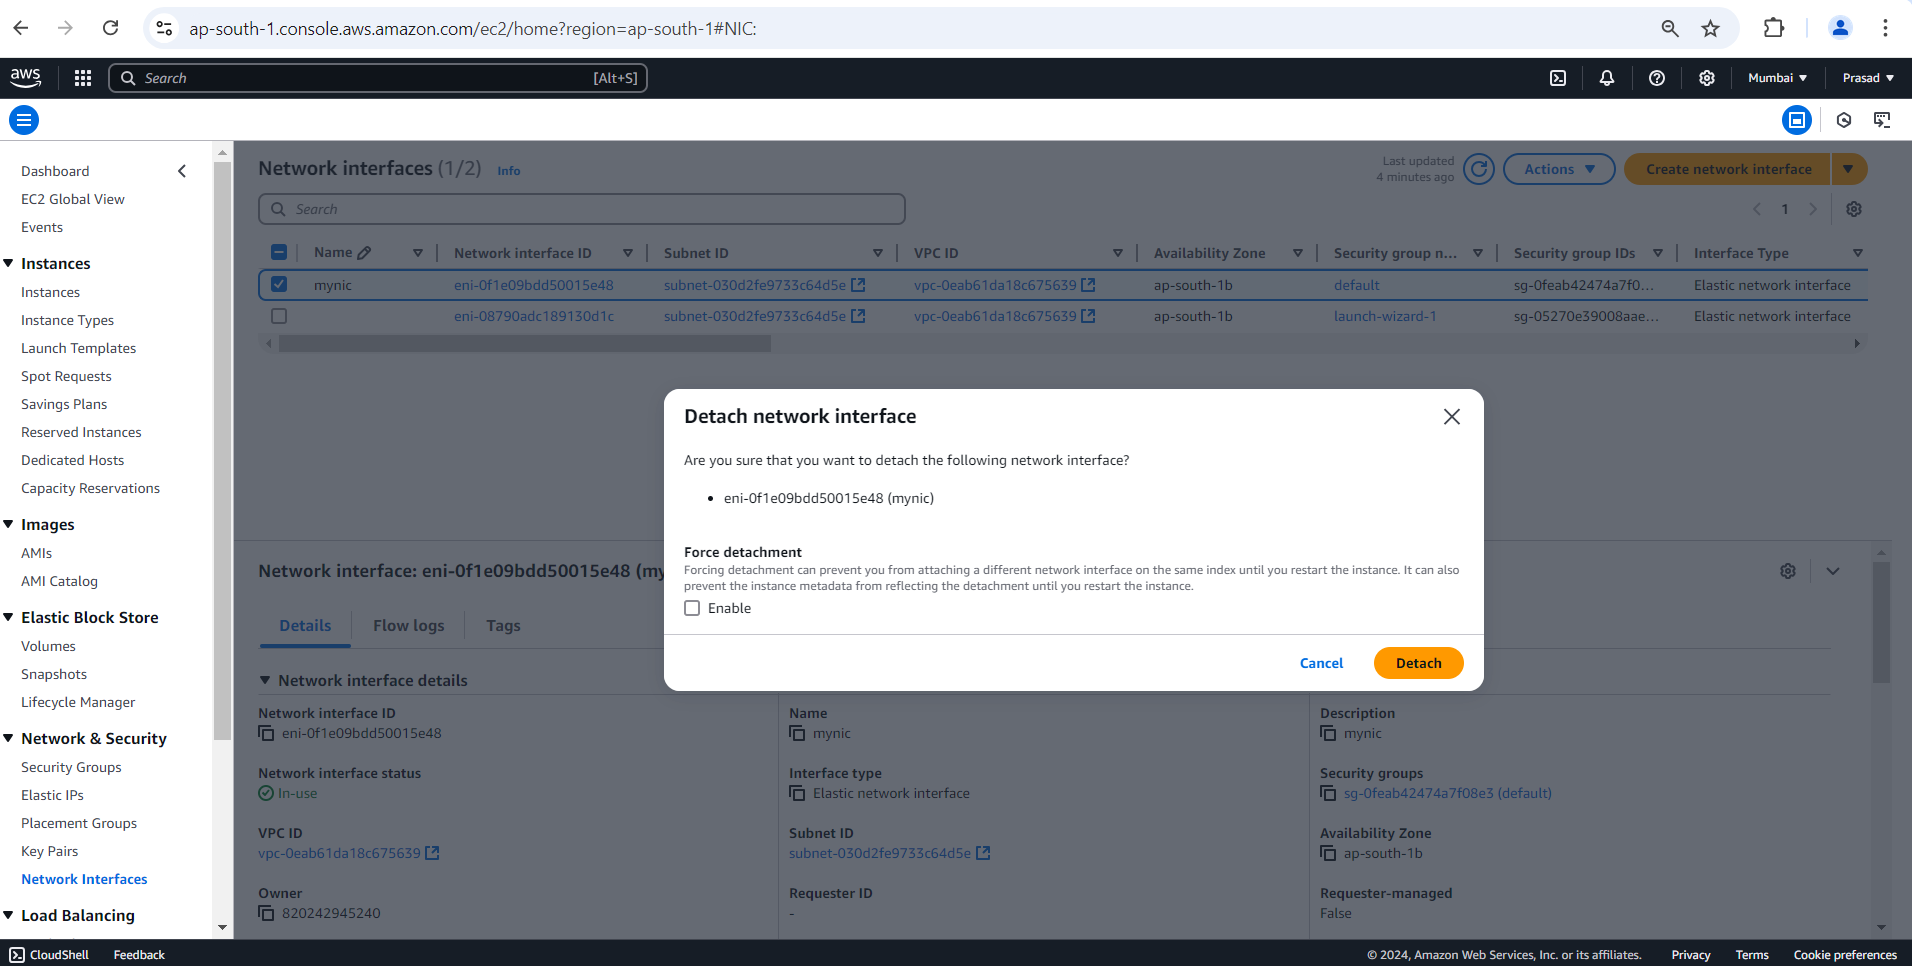 ap-south-1.console.aws.amazon.com/ec2/home?region=ap-south-1#NIC:
aws Search [Alt+S] Mumbai Prasad
Dashboard
EC2 Global View
Events
Instances
Instances
Instance Types
Launch Templates
Spot Requests
Savings Plans
Reserved Instances
Dedicated Hosts
Capacity Reservations
Images
AMIs
AMI Catalog
Elastic Block Store
Volumes
Snapshots
Lifecycle Manager
Network & Security
Security Groups
Elastic IPs
Placement Groups
Key Pairs
Network Interfaces
Load Balancing
Network interfaces (1/2) Info
Last updated
4 minutes ago
Actions
Create network interface
Search
1
Name Network interface ID Subnet ID VPC ID Availability Zone Security group n... Security group IDs Interface Type
mynic eni-0f1e09bdd50015e48 subnet-030d2fe9733c64d5e vpc-0eab61da18c675639 ap-south-1b default sg-0feab42474a7f0... Elastic network interface
eni-08790adc189130d1c subnet-030d2fe9733c64d5e vpc-0eab61da18c675639 ap-south-1b launch-wizard-1 sg-05270e39008aae... Elastic network interface
Detach network interface
Are you sure that you want to detach the following network interface?
• eni-0f1e09bdd50015e48 (mynic)
Force detachment
Forcing detachment can prevent you from attaching a different network interface on the same index until you restart the instance. It can also
prevent the instance metadata from reflecting the detachment until you restart the instance.
Enable
Cancel Detach
Network interface: eni-0f1e09bdd50015e48 (my
Details Flow logs Tags
Network interface details
Network interface ID Name Description
eni-0f1e09bdd50015e48 mynic mynic
Network interface status Interface type Security groups
In-use Elastic network interface sg-0feab42474a7f08e3 (default)
VPC ID Subnet ID Availability Zone
vpc-0eab61da18c675639 subnet-030d2fe9733c64d5e ap-south-1b
Owner Requester ID Requester-managed
820242945240 - False
CloudShell Feedback © 2024, Amazon Web Services, Inc. or its affiliates. Privacy Terms Cookie preferences